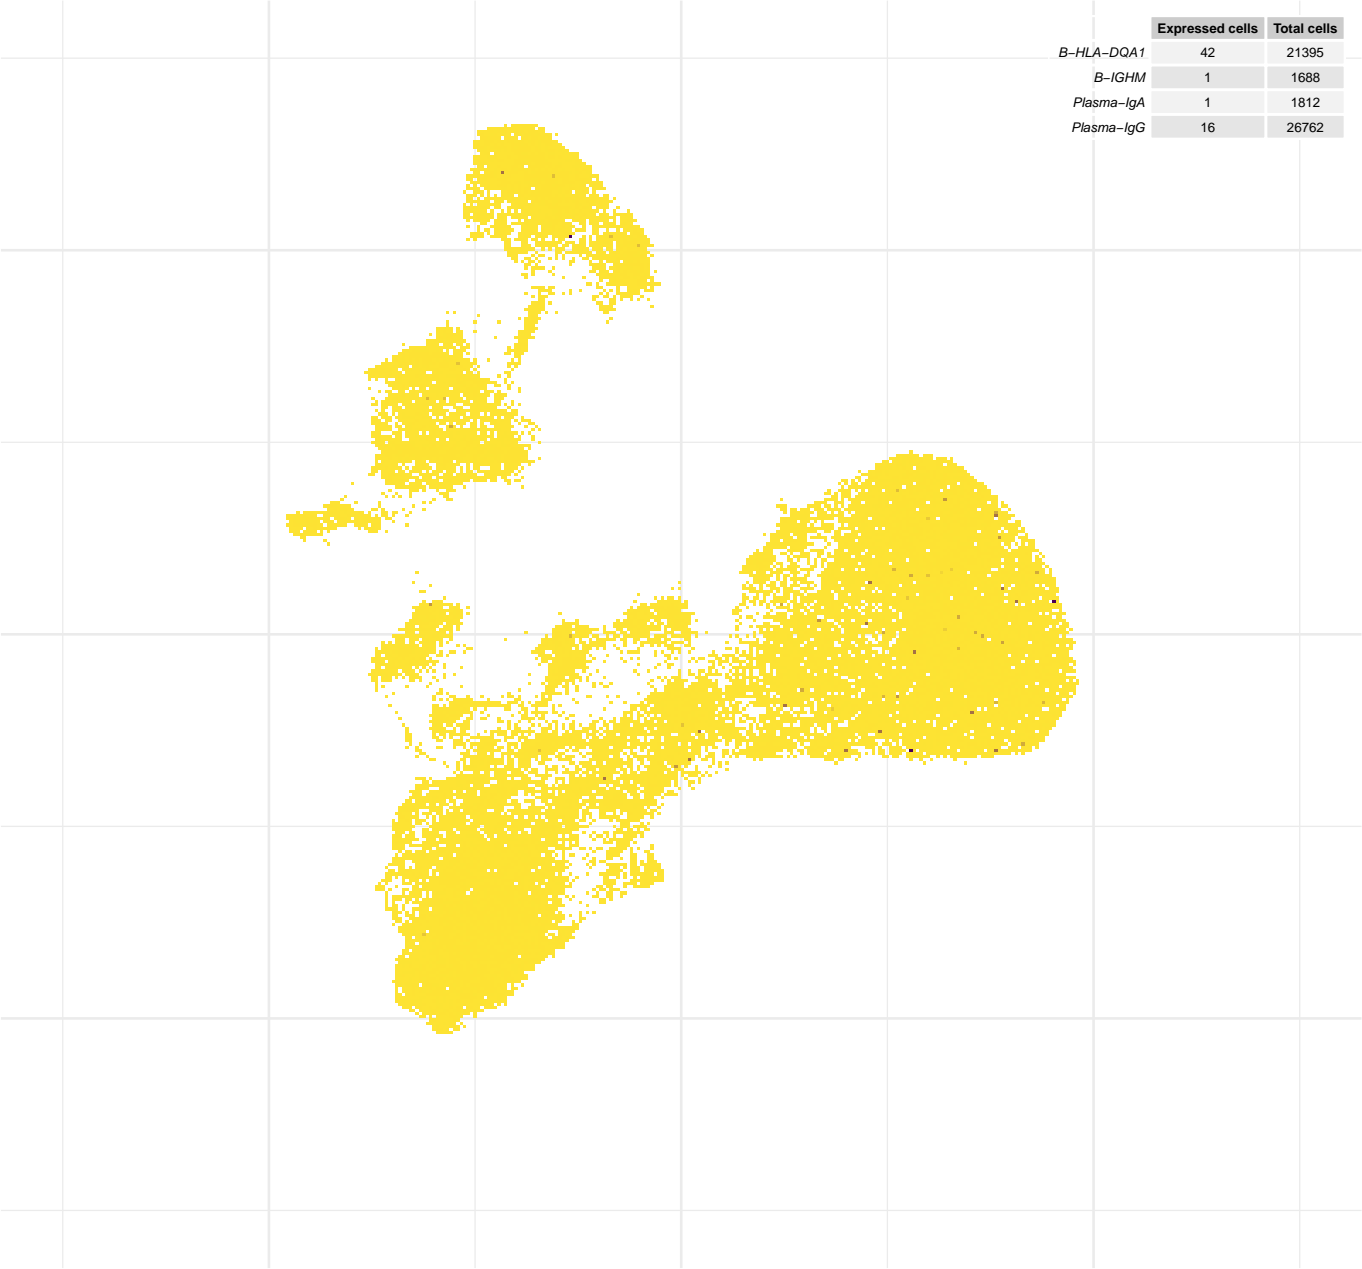 Expressed cells Total cells
B−HLA−DQA1 42 21395
B−IGHM 1 1688
Plasma−IgA 1 1812
Plasma−IgG 16 26762